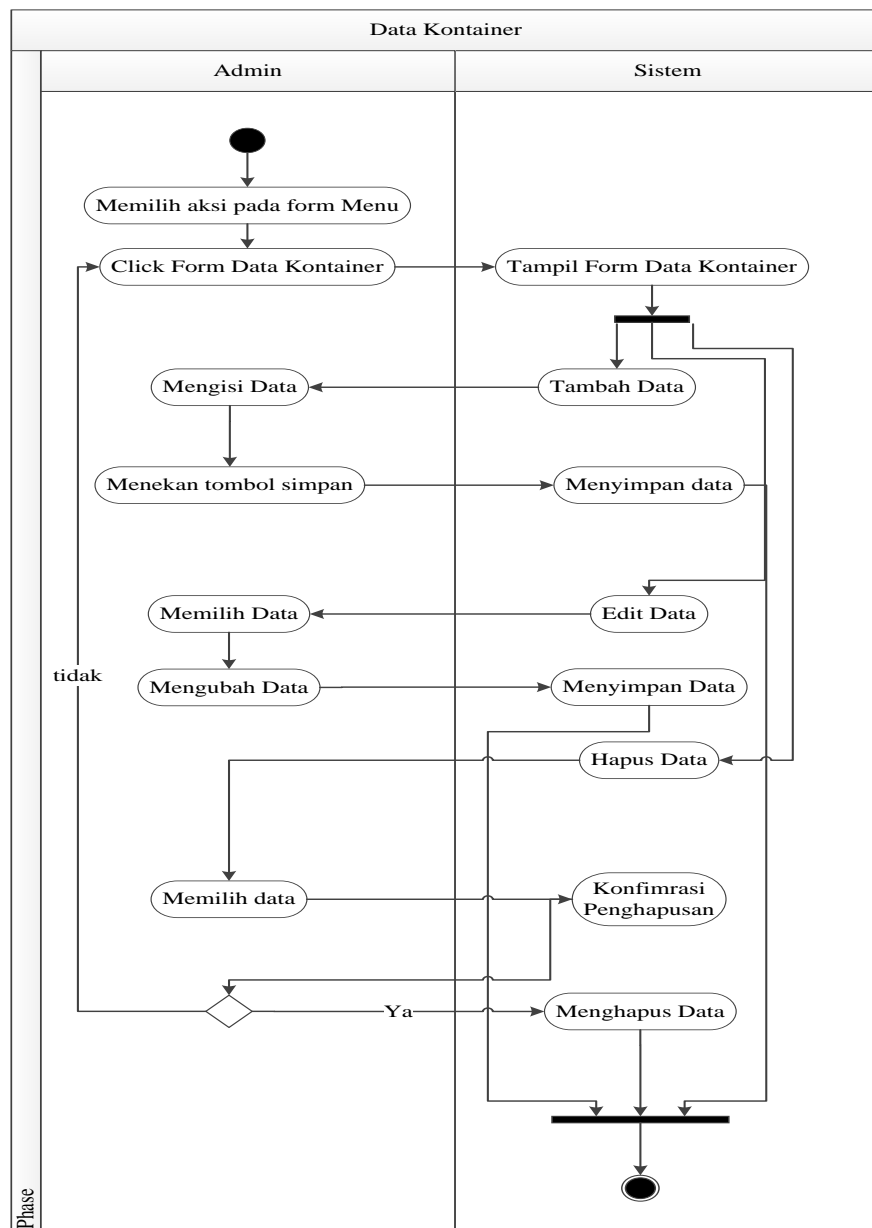 Data Kontainer
Admin
Sistem
Memilih aksi pada form Menu
Click Form Data Kontainer
Tampil Form Data Kontainer
Mengisi Data
Tambah Data
Menekan tombol simpan
Menyimpan data
Memilih Data
Edit Data
tidak
Mengubah Data
Menyimpan Data
Hapus Data
Memilih data
Konfimrasi
Penghapusan
Ya
Menghapus Data
Phase